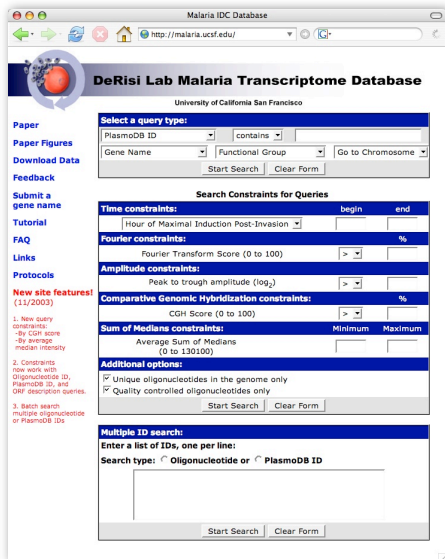 Malaria IDC Database
http://malaria.ucsf.edu/
DeRisi Lab Malaria Transcriptome Database
University of California San Francisco
Paper
Paper Figures
Download Data
Feedback
Submit a
gene name
Tutorial
FAQ
Links
Protocols
New site features!
(11/2003)
1. New query
constraints:
-By CGH score
-By average
median intensity
2. Constraints
now work with
Oligonucleotide ID,
PlasmoDB ID, and
ORF description queries.
3. Batch search
multiple oligonucleotide
or PlasmoDB IDs
Select a query type:
PlasmoDB ID contains
Gene Name Functional Group Go to Chromosome
Start Search Clear Form
Search Constraints for Queries
Time constraints: begin end
Hour of Maximal Induction Post-Invasion
Fourier constraints: %
Fourier Transform Score (0 to 100) >
Amplitude constraints:
Peak to trough amplitude (log2) >
Comparative Genomic Hybridization constraints: %
CGH Score (0 to 100) >
Sum of Medians constraints: Minimum Maximum
Average Sum of Medians
(0 to 130100)
Additional options:
Unique oligonucleotides in the genome only
Quality controlled oligonucleotides only
Start Search Clear Form
Multiple ID search:
Enter a list of IDs, one per line:
Search type: Oligonucleotide or PlasmoDB ID
Start Search Clear Form